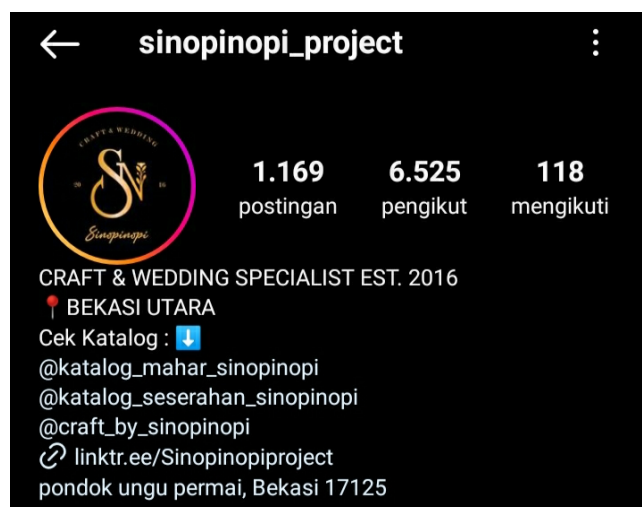 sinopinopi_project
CRAFT & WEDDING
SN
20 16
Sinopinopi
1.169 6.525 118
postingan pengikut mengikuti
CRAFT & WEDDING SPECIALIST EST. 2016
📍 BEKASI UTARA
Cek Katalog : ⬇️
@katalog_mahar_sinopinopi
@katalog_seserahan_sinopinopi
@craft_by_sinopinopi
linktr.ee/Sinopinopiproject
pondok ungu permai, Bekasi 17125